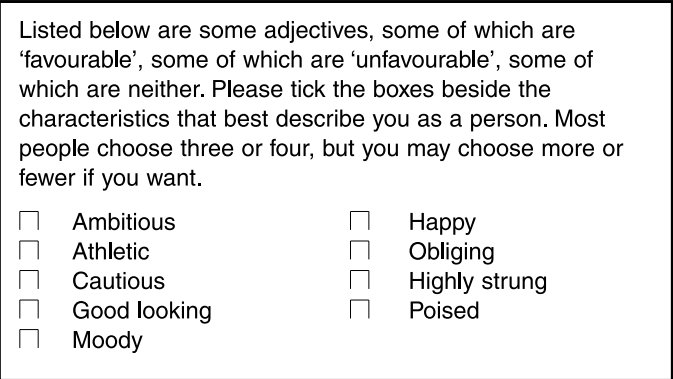 Listed below are some adjectives, some of which are
‘favourable’, some of which are ‘unfavourable’, some of
which are neither. Please tick the boxes beside the
characteristics that best describe you as a person. Most
people choose three or four, but you may choose more or
fewer if you want.
Ambitious
Athletic
Cautious
Good looking
Moody
Happy
Obliging
Highly strung
Poised